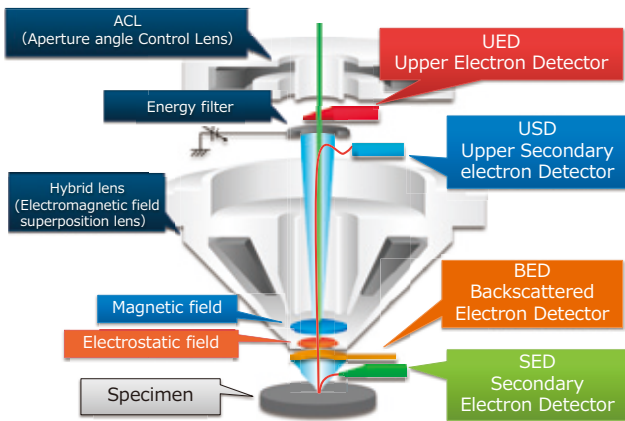 ACL
(Aperture angle Control Lens)
Energy filter
Hybrid lens
(Electromagnetic field
superposition lens)
Magnetic field
Electrostatic field
Specimen
UED
Upper Electron Detector
USD
Upper Secondary
electron Detector
BED
Backscattered
Electron Detector
SED
Secondary
Electron Detector